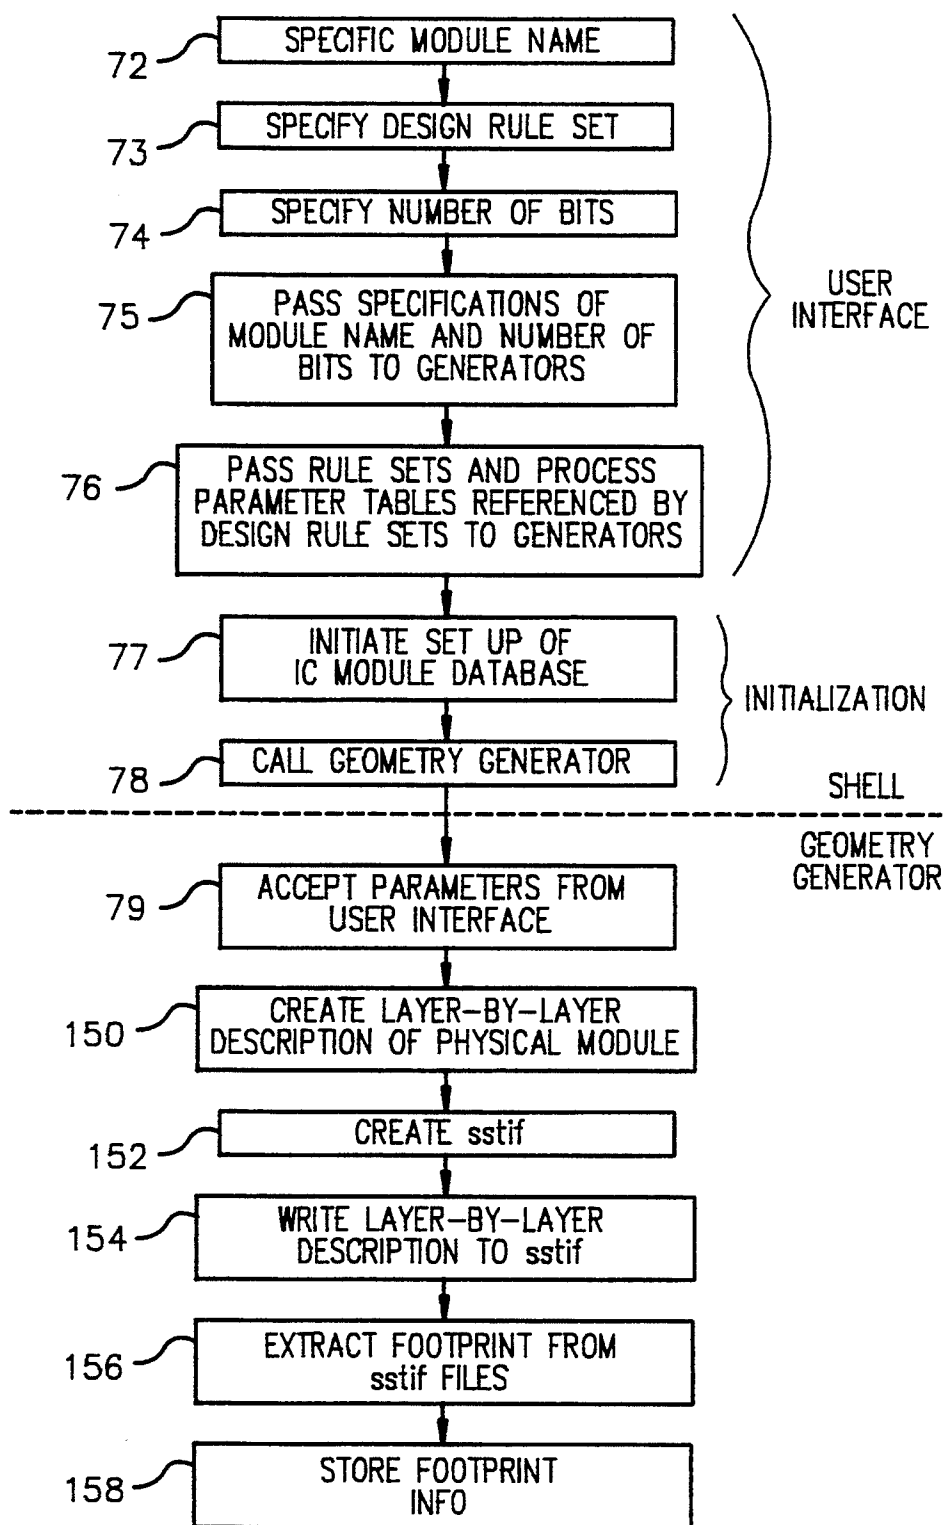 72
SPECIFIC MODULE NAME
73
SPECIFY DESIGN RULE SET
74
SPECIFY NUMBER OF BITS
75
PASS SPECIFICATIONS OF
MODULE NAME AND NUMBER OF
BITS TO GENERATORS
USER
INTERFACE
76
PASS RULE SETS AND PROCESS
PARAMETER TABLES REFERENCED BY
DESIGN RULE SETS TO GENERATORS
77
INITIATE SET UP OF
IC MODULE DATABASE
INITIALIZATION
78
CALL GEOMETRY GENERATOR
SHELL
GEOMETRY
GENERATOR
79
ACCEPT PARAMETERS FROM
USER INTERFACE
150
CREATE LAYER-BY-LAYER
DESCRIPTION OF PHYSICAL MODULE
152
CREATE sstif
154
WRITE LAYER-BY-LAYER
DESCRIPTION TO sstif
156
EXTRACT FOOTPRINT FROM
sstif FILES
158
STORE FOOTPRINT
INFO